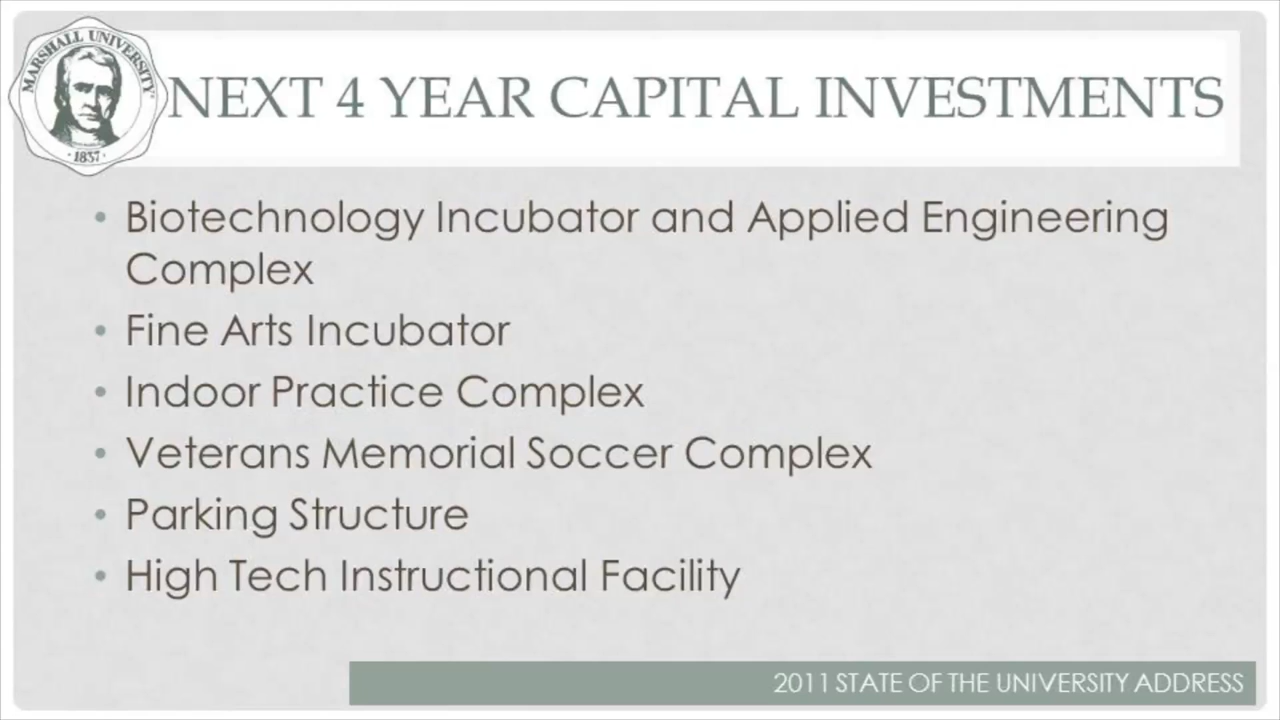 MARSHALL UNIVERSITY
· 1837 ·
NEXT 4 YEAR CAPITAL INVESTMENTS
• Biotechnology Incubator and Applied Engineering
Complex
• Fine Arts Incubator
• Indoor Practice Complex
• Veterans Memorial Soccer Complex
• Parking Structure
• High Tech Instructional Facility
2011 STATE OF THE UNIVERSITY ADDRESS